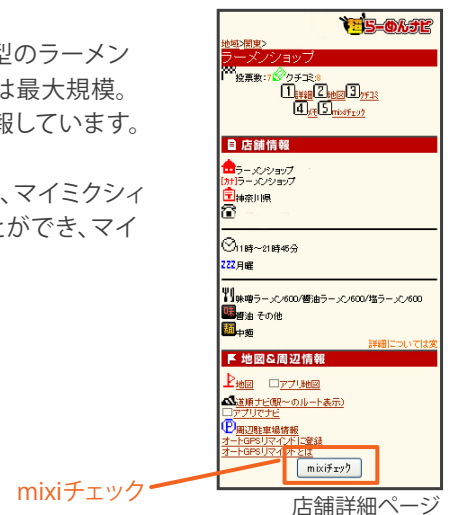 型のラーメン
は最大規模。
報しています。
、マイミクシィ
とができ、マイ
超らーめんナビ
地域>関東>
ラーメンショップ
投票数:7 クチコミ:8
1詳細2地図3クチコミ
4メモ5mixiチェック
店舗情報
ラーメンショップ
[カナ]ラーメンショップ
神奈川県
11時~21時45分
ZZZ月曜
味噌ラーメン/600/醤油ラーメン/600/塩ラーメン/600
味醤油 その他
麺中麺
詳細については実
地図&周辺情報
地図 □アプリ地図
道順ナビ(駅~のルート表示)
□アプリでナビ
P周辺駐車場情報
オートGPSリマインドに登録
オートGPSリマインドとは
mixiチェック
mixiチェック
店舗詳細ページ